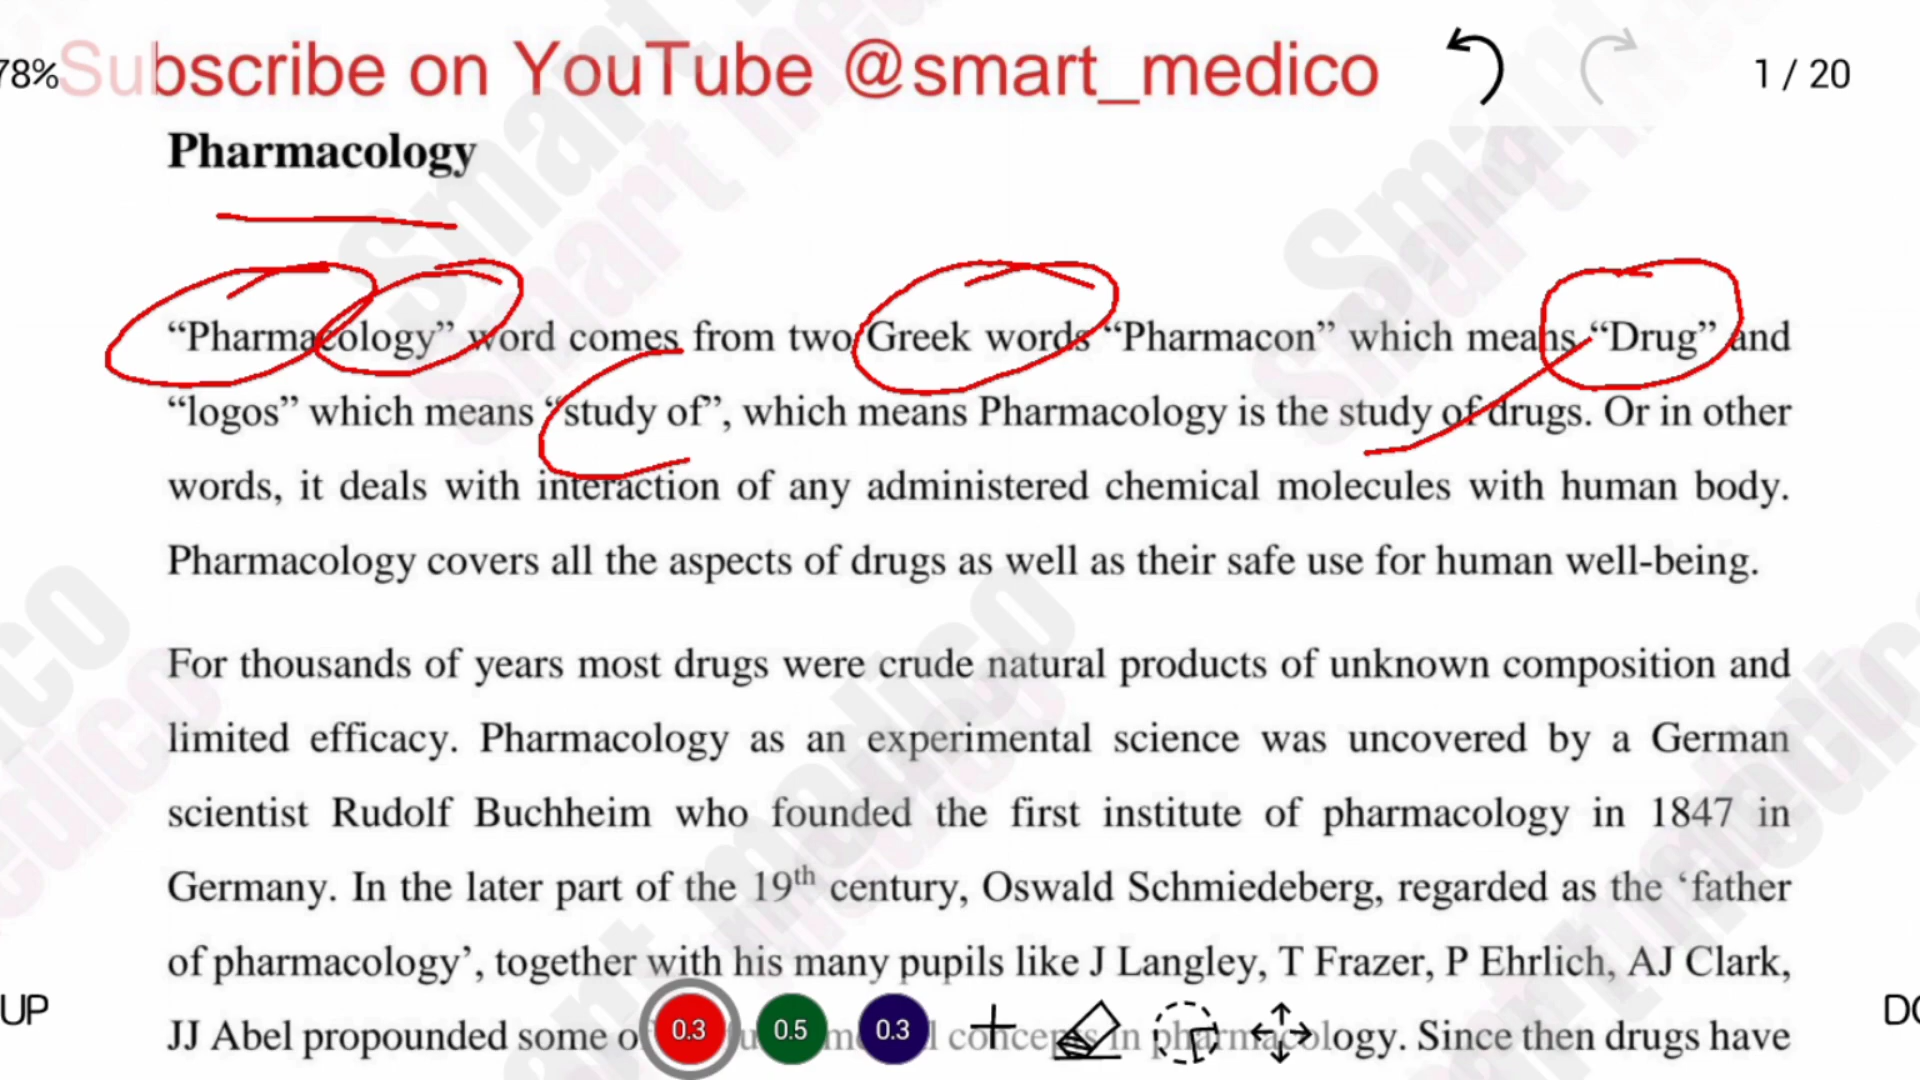 78% Subscribe on YouTube @smart_medico 1 / 20
Pharmacology
“Pharmacology” word comes from two Greek words “Pharmacon” which means “Drug” and
“logos” which means “study of”, which means Pharmacology is the study of drugs. Or in other
words, it deals with interaction of any administered chemical molecules with human body.
Pharmacology covers all the aspects of drugs as well as their safe use for human well-being.
For thousands of years most drugs were crude natural products of unknown composition and
limited efficacy. Pharmacology as an experimental science was uncovered by a German
scientist Rudolf Buchheim who founded the first institute of pharmacology in 1847 in
Germany. In the later part of the 19th century, Oswald Schmiedeberg, regarded as the ‘father
of pharmacology’, together with his many pupils like J Langley, T Frazer, P Ehrlich, AJ Clark,
JJ Abel propounded some concepts in pharmacology. Since then drugs have
UP 0.3 0.5 0.3
Smart medico